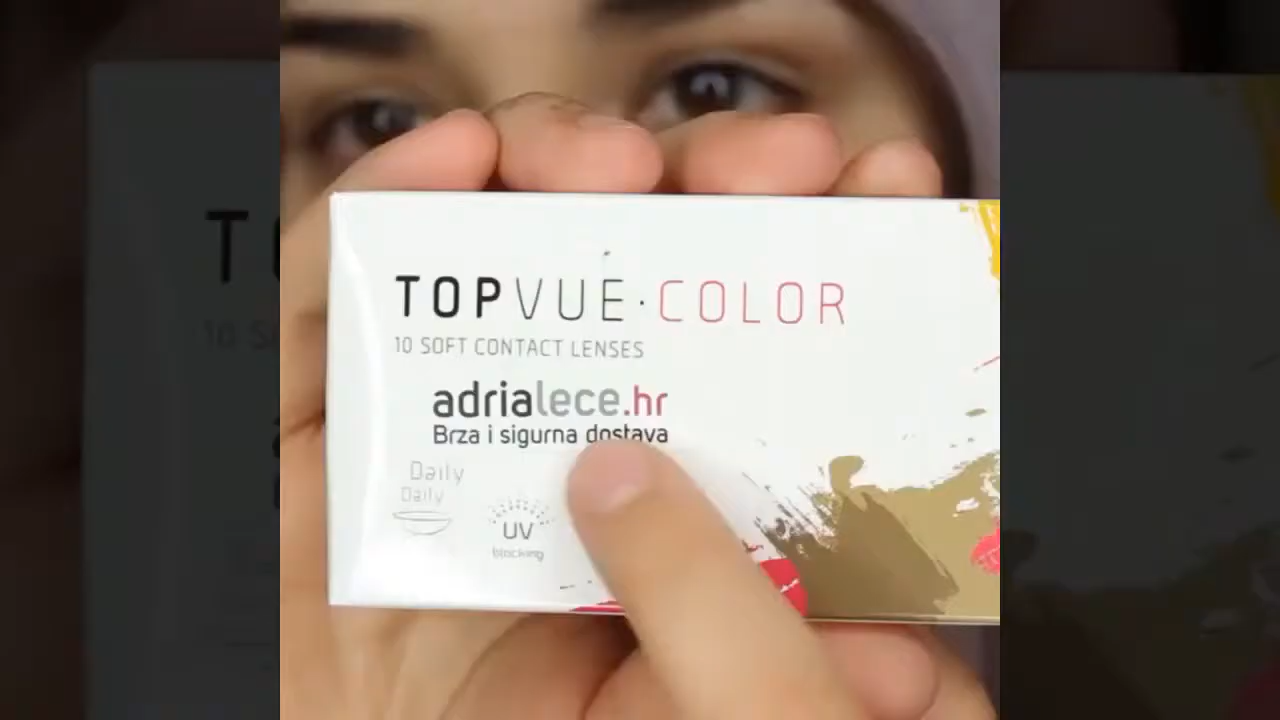 TOPVUE·COLOR
10 SOFT CONTACT LENSES
adrialece.hr
Brza i sigurna dostava
Daily
Daily
UV
blocking